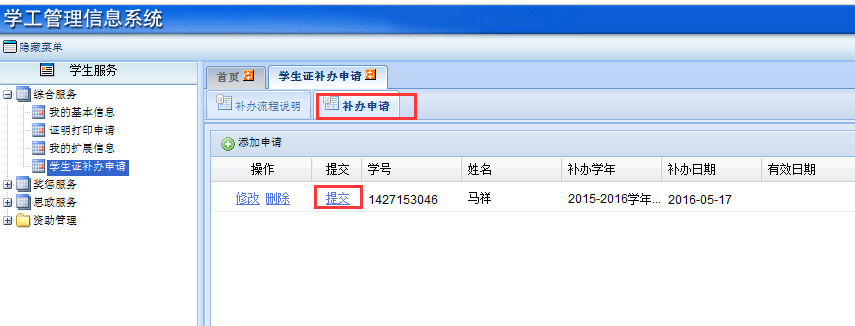 学工管理信息系统
隐藏菜单
学生服务
综合服务
我的基本信息
证明打印申请
我的扩展信息
学生证补办申请
奖惩服务
思政服务
资助管理
首页 学生证补办申请
补办流程说明 补办申请
添加申请
操作 提交 学号 姓名 补办学年 补办日期 有效日期
修改 删除 提交 1427153046 马祥 2015-2016学年... 2016-05-17